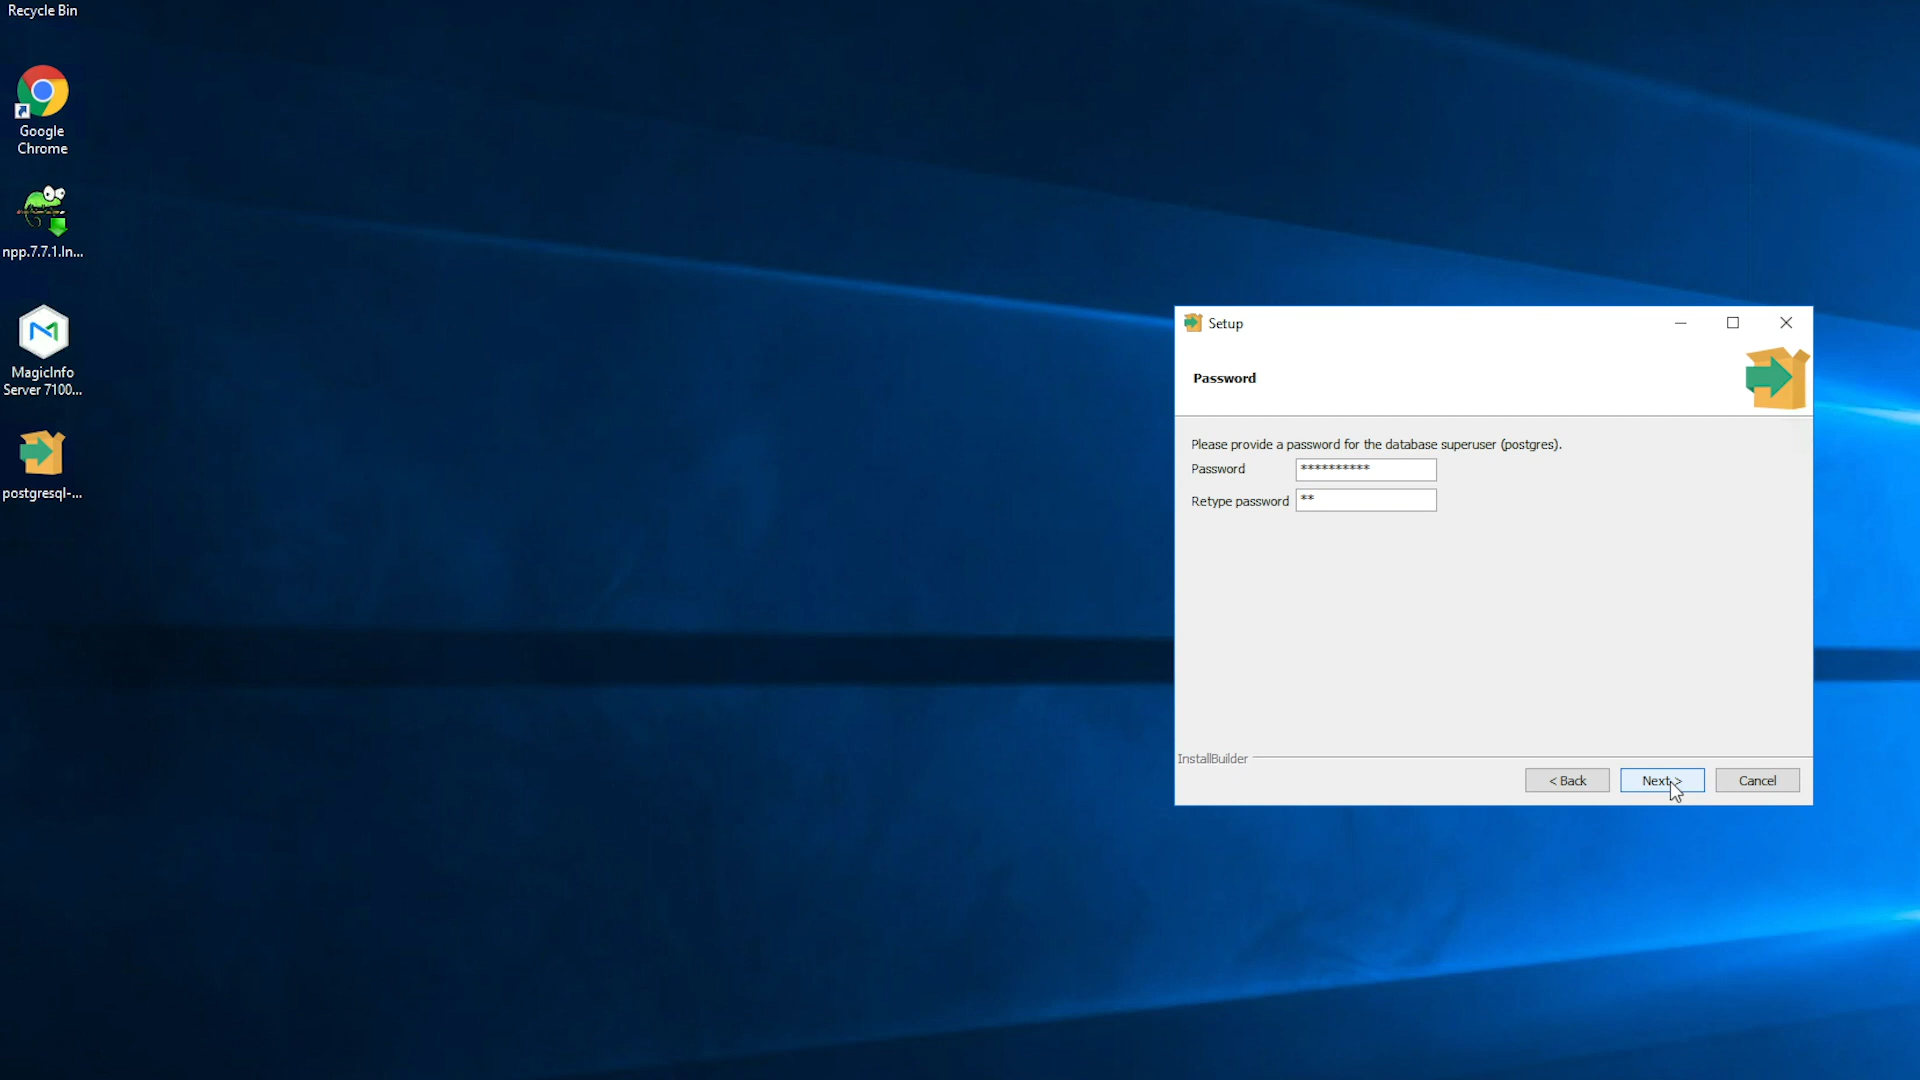 Recycle Bin
Google
Chrome
npp.7.7.1.In...
MagicInfo
Server 7100...
postgresql-...
Setup
Password
Please provide a password for the database superuser (postgres).
Password **********
Retype password **
InstallBuilder
< Back Next > Cancel